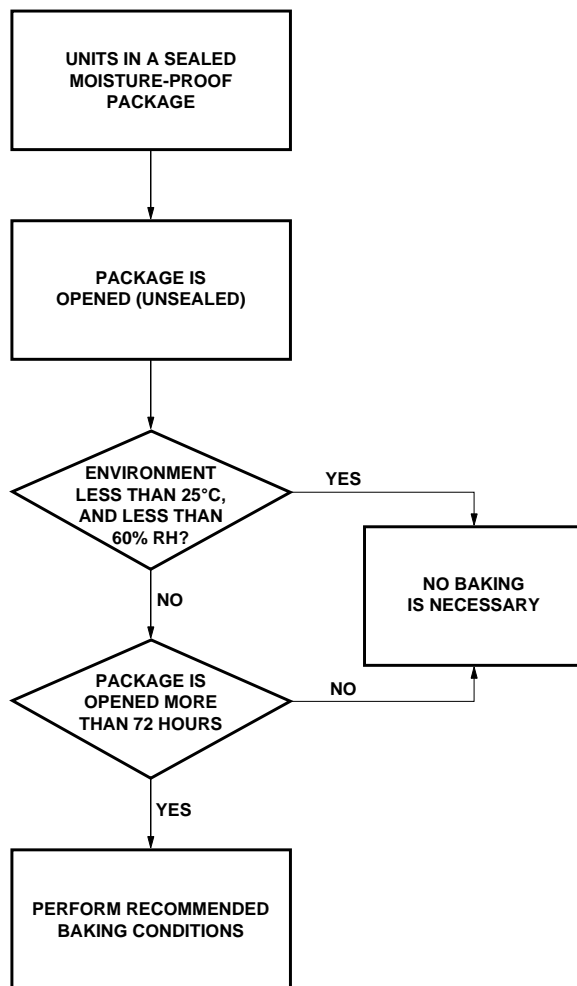 UNITS IN A SEALED
MOISTURE-PROOF
PACKAGE
PACKAGE IS
OPENED (UNSEALED)
ENVIRONMENT
LESS THAN 25°C,
AND LESS THAN
60% RH?
YES
NO BAKING
IS NECESSARY
NO
PACKAGE IS
OPENED MORE
THAN 72 HOURS
NO
YES
PERFORM RECOMMENDED
BAKING CONDITIONS